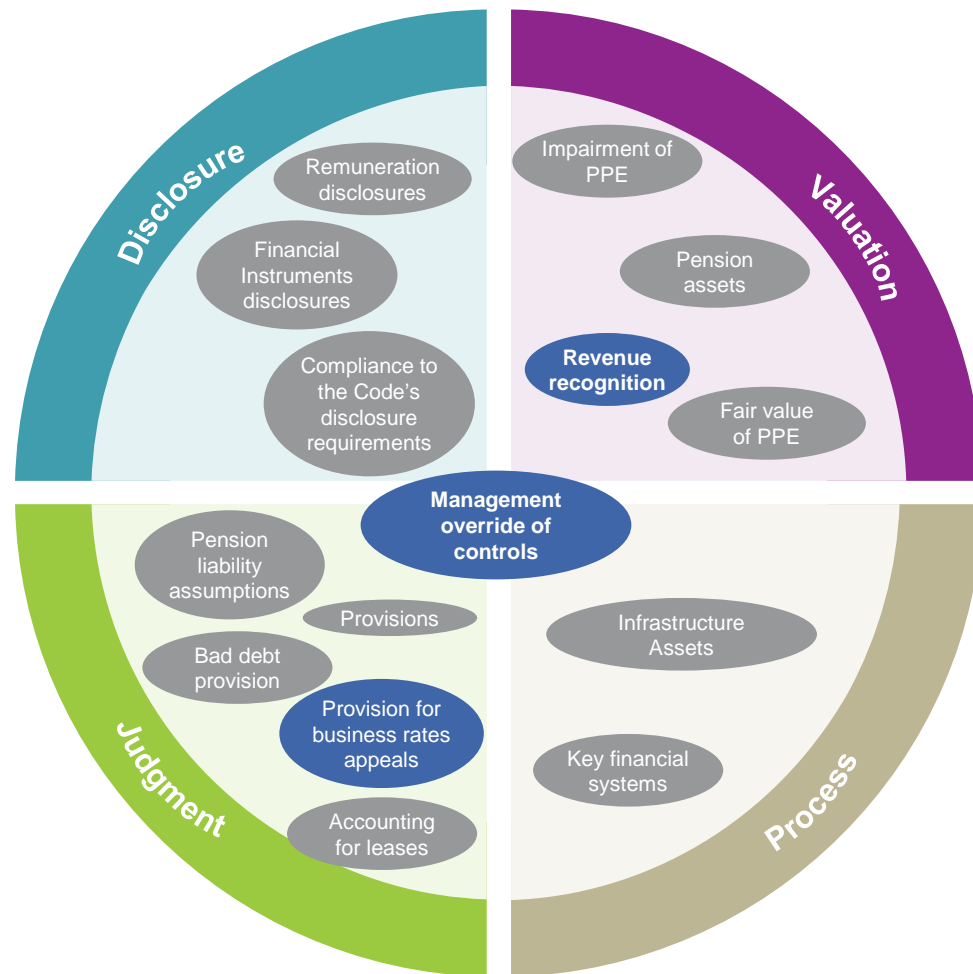 Disclosure
Remuneration
disclosures
Financial
Instruments
disclosures
Compliance to
the Code's
disclosure
requirements
Valuation
Impairment of
PPE
Pension
assets
Revenue
recognition
Fair value
of PPE
Management
override of
controls
Judgment
Pension
liability
assumptions
Provisions
Bad debt
provision
Provision for
business rates
appeals
Accounting
for leases
Process
Infrastructure
Assets
Key financial
systems